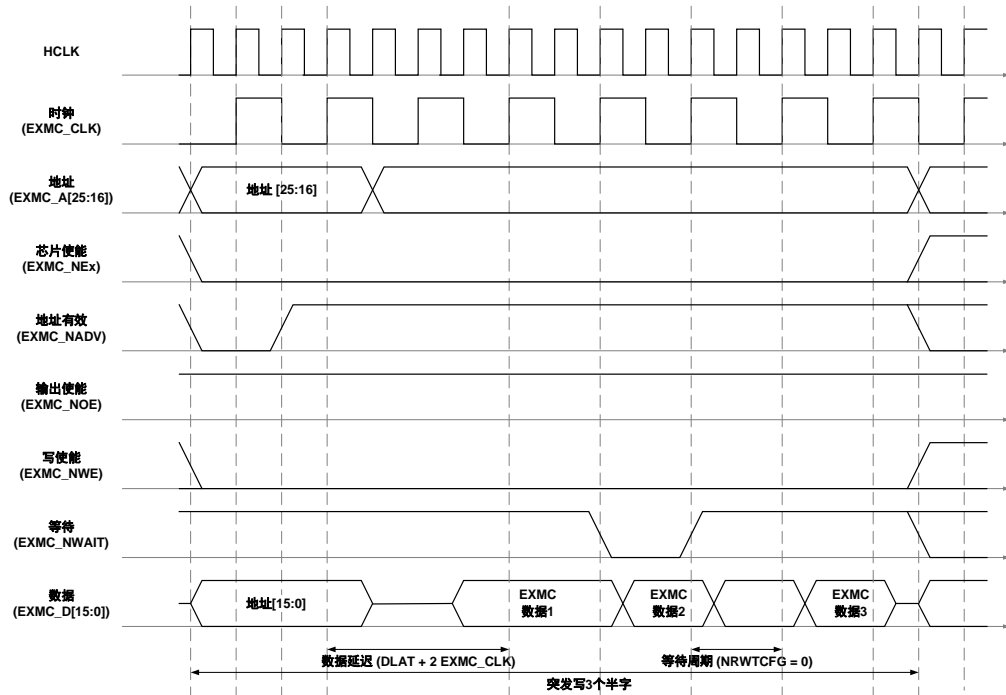 HCLK
时钟
(EXMC_CLK)
地址
(EXMC_A[25:16])
地址 [25:16]
芯片使能
(EXMC_NEx)
地址有效
(EXMC_NADV)
输出使能
(EXMC_NOE)
写使能
(EXMC_NWE)
等待
(EXMC_NWAIT)
数据
(EXMC_D[15:0])
地址[15:0]
EXMC
数据1
EXMC
数据2
EXMC
数据3
数据延迟 (DLAT + 2 EXMC_CLK)
等待周期 (NRWTCFG = 0)
突发写3个半字